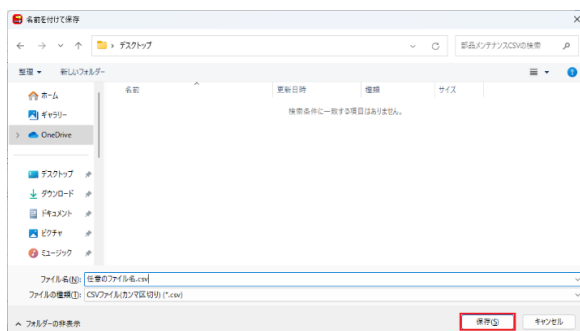 名前を付けて保存
デスクトップ
部品メンテナンスCSVの検索
整理 新しいフォルダー
名前 更新日時 種類 サイズ
検索条件に一致する項目はありません。
ホーム
ギャラリー
OneDrive
デスクトップ
ダウンロード
ドキュメント
ピクチャ
ミュージック
ファイル名(N): 任意のファイル名.csv
ファイルの種類(T): CSVファイル(カンマ区切り) (*.csv)
フォルダーの非表示 保存(S) キャンセル